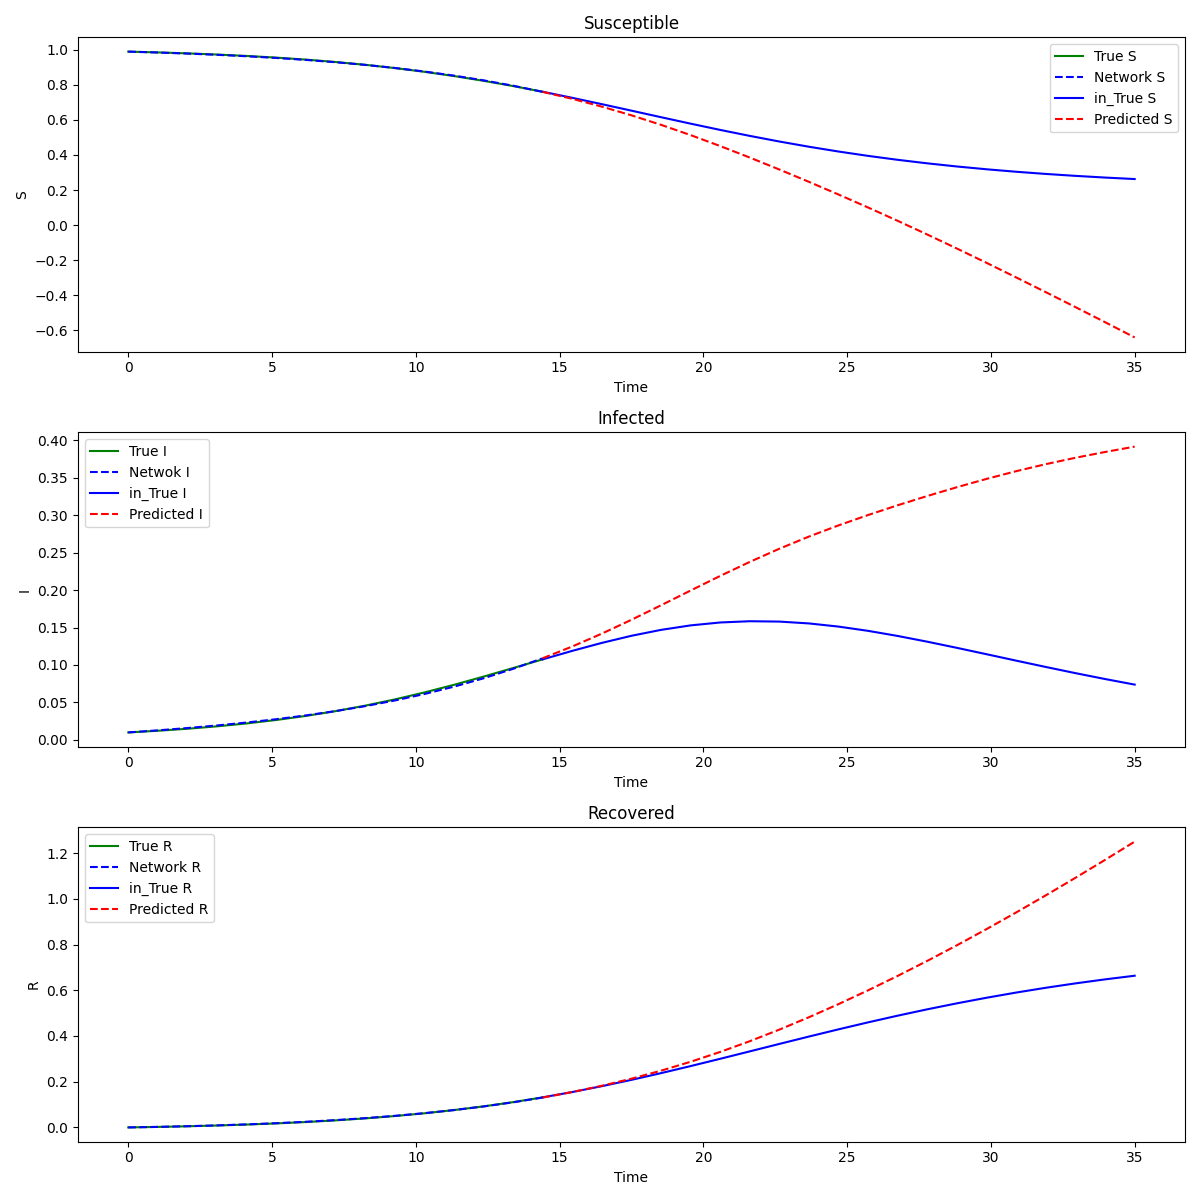 Susceptible
1.0
0.8
0.6
0.4
0.2
0.0
−0.2
−0.4
−0.6
S
True S
Network S
in_True S
Predicted S
0 5 10 15 20 25 30 35
Time
Infected
0.40
0.35
0.30
0.25
0.20
0.15
0.10
0.05
0.00
I
True I
Netwok I
in_True I
Predicted I
0 5 10 15 20 25 30 35
Time
Recovered
1.2
1.0
0.8
0.6
0.4
0.2
0.0
R
True R
Network R
in_True R
Predicted R
0 5 10 15 20 25 30 35
Time